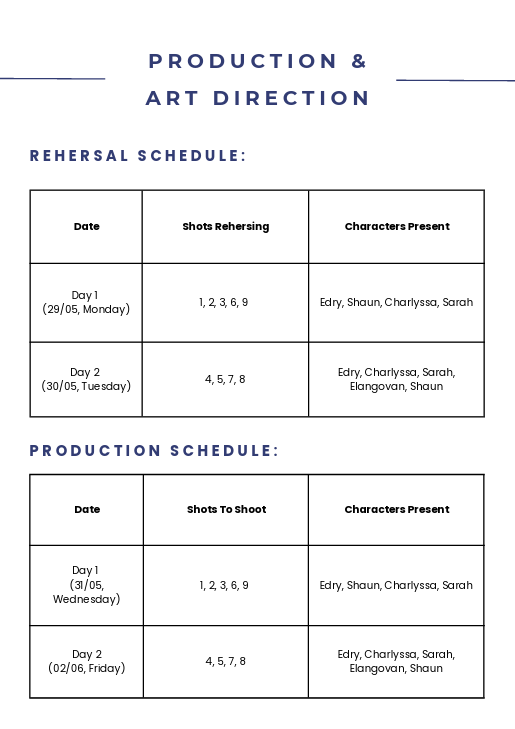 PRODUCTION &
ART DIRECTION
REHERSAL SCHEDULE:
Date
Shots Rehersing
Characters Present
Day 1
(29/05, Monday)
1, 2, 3, 6, 9
Edry, Shaun, Charlyssa, Sarah
Day 2
(30/05, Tuesday)
4, 5, 7, 8
Edry, Charlyssa, Sarah,
Elangovan, Shaun
PRODUCTION SCHEDULE:
Date
Shots To Shoot
Characters Present
Day 1
(31/05,
Wednesday)
1, 2, 3, 6, 9
Edry, Shaun, Charlyssa, Sarah
Day 2
(02/06, Friday)
4, 5, 7, 8
Edry, Charlyssa, Sarah,
Elangovan, Shaun